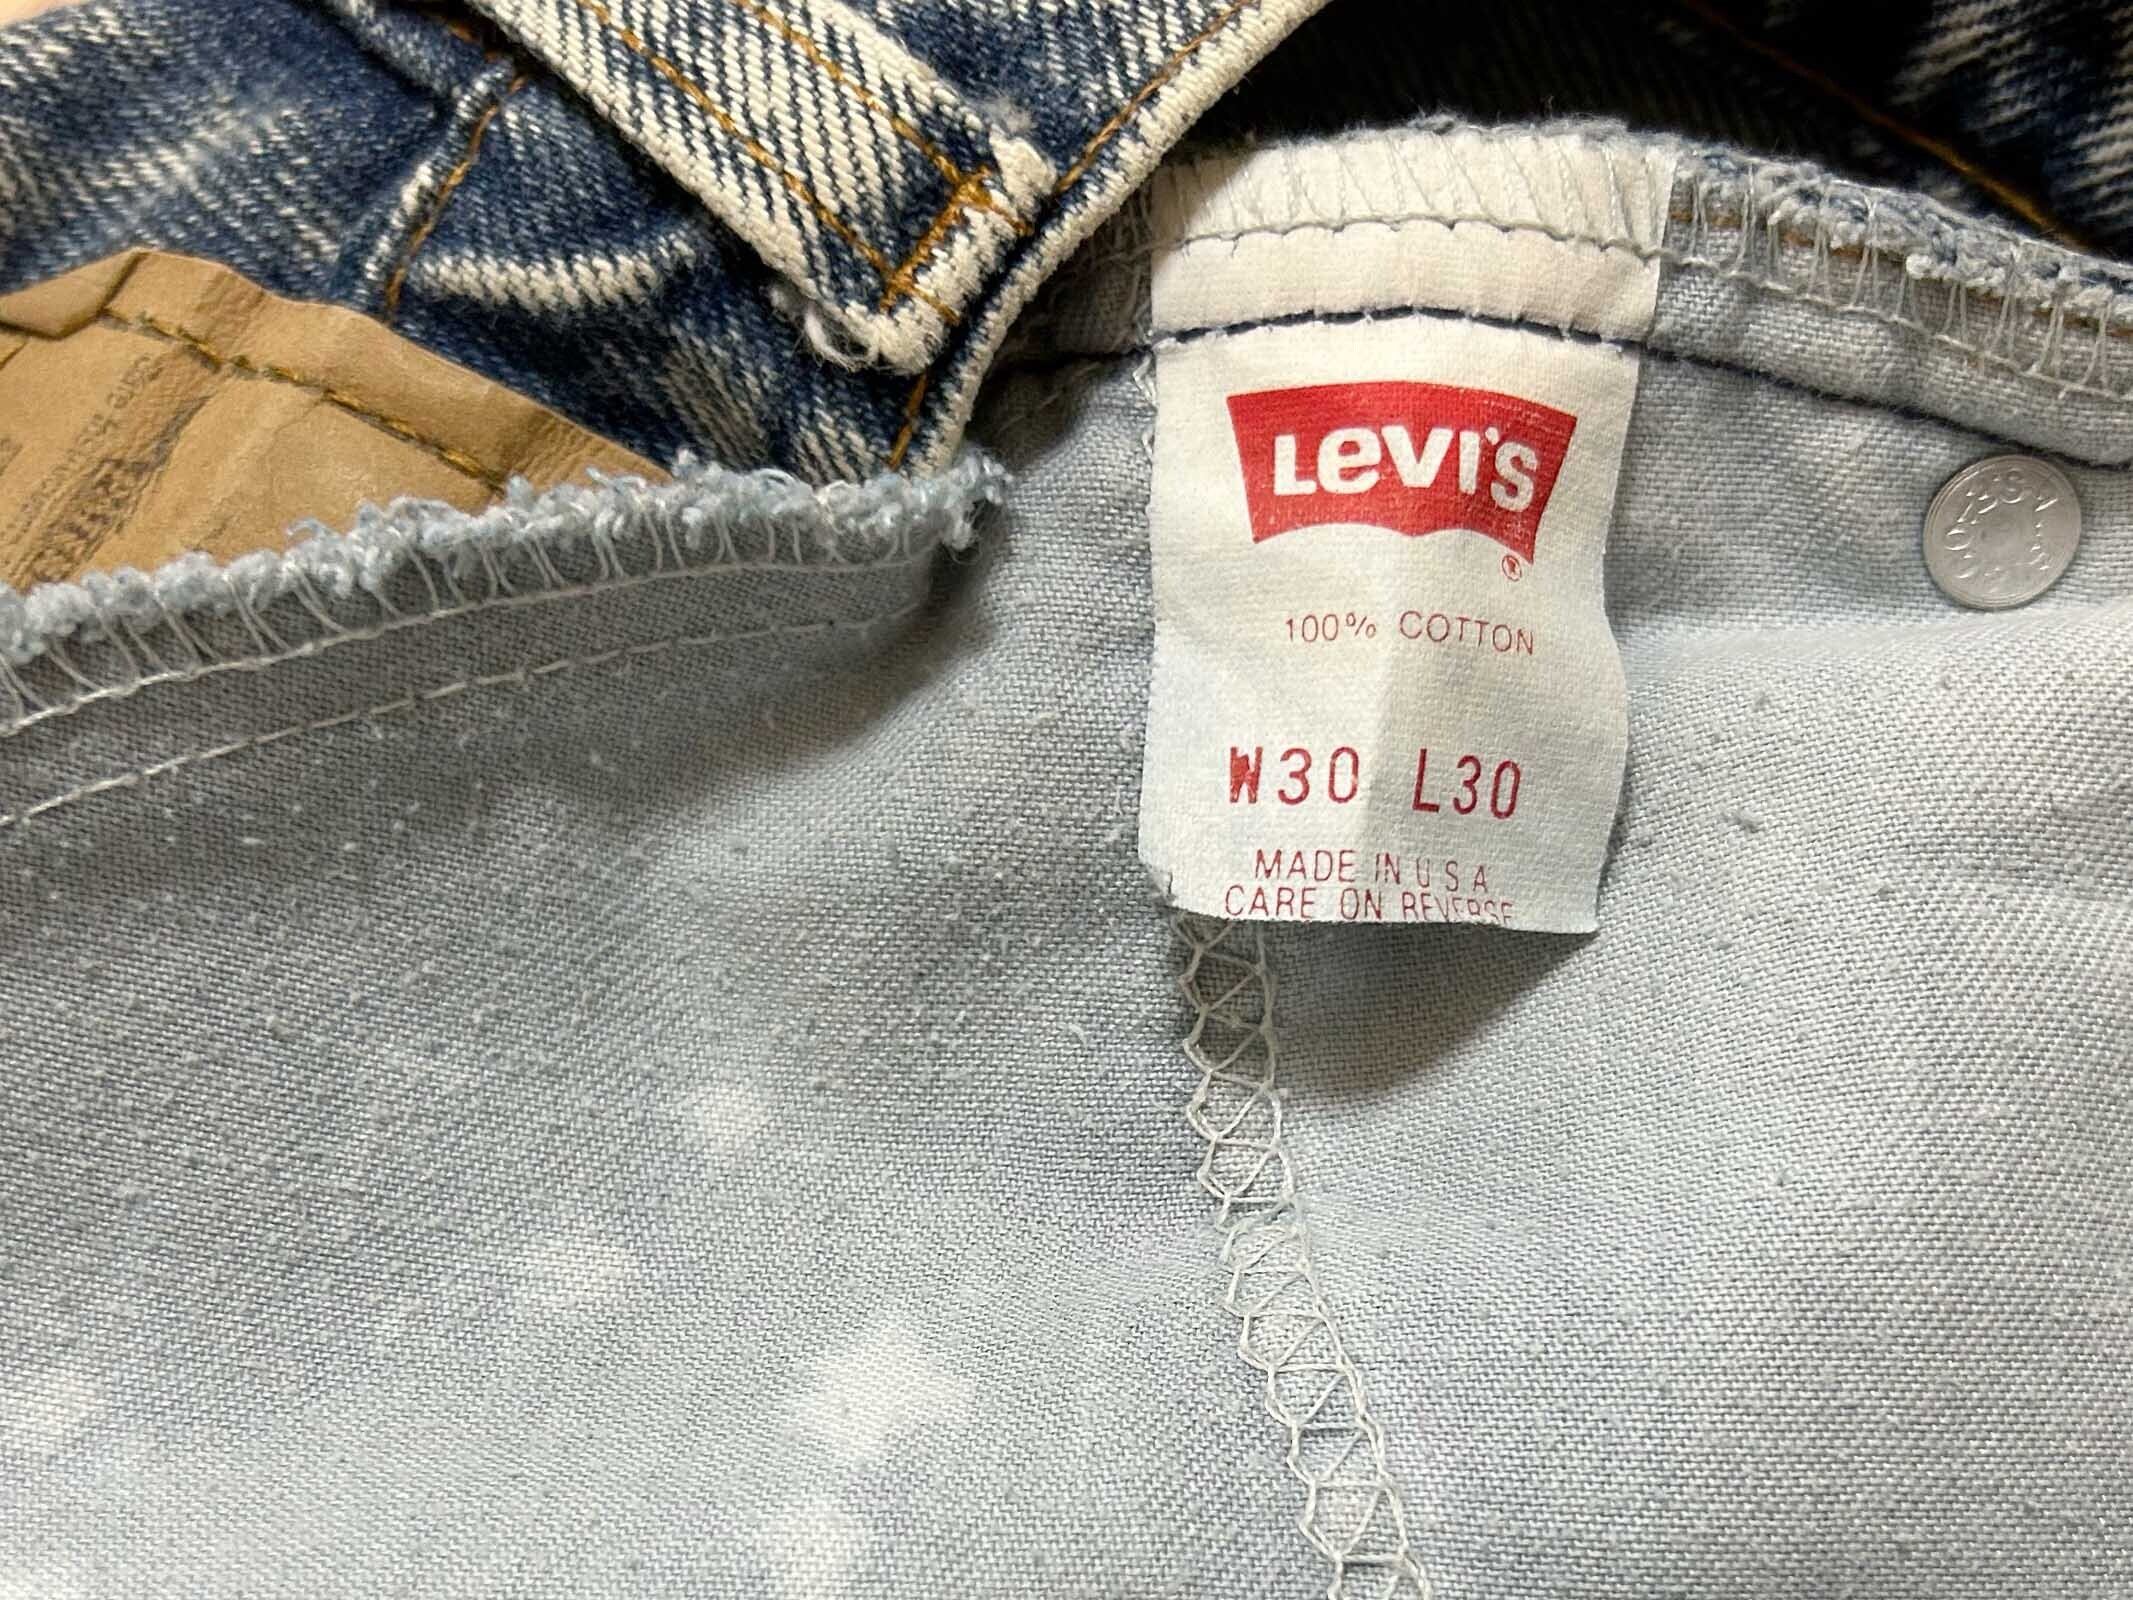 Levi's
®
100% COTTON
W30 L30
MADE IN U S A
CARE ON REVERSE